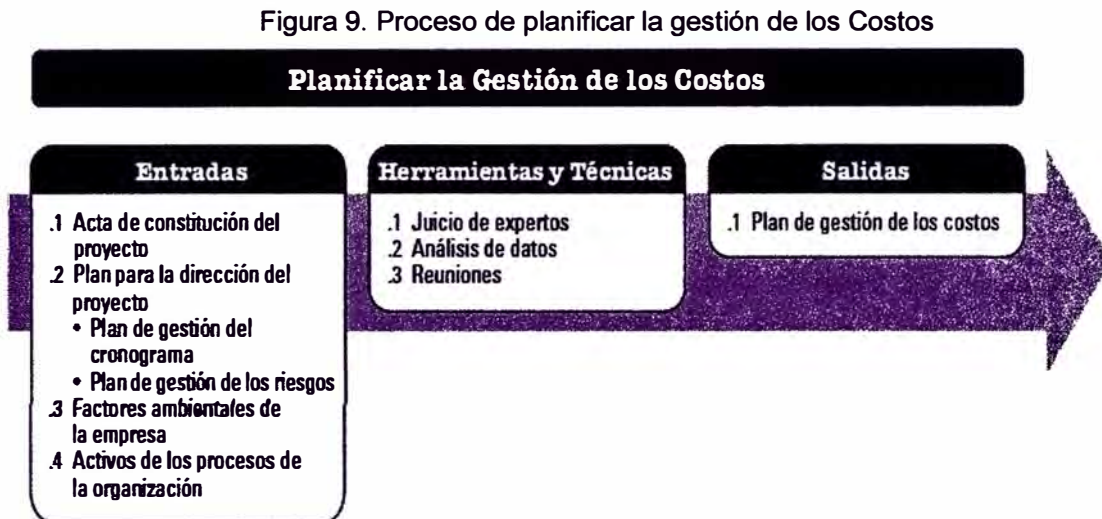 Figura 9. Proceso de planificar la gestión de los Costos
Planificar la Gestión de los Costos
Entradas
.1 Acta de constitución del
proyecto
.2 Plan para la dirección del
proyecto
• Plan de gestión del
cronograma
• Plan de gestión de los riesgos
.3 Factores ambientales de
la empresa
.4 Activos de los procesos de
la organización
Herramientas y Técnicas
.1 Juicio de expertos
.2 Análisis de datos
.3 Reuniones
Salidas
.1 Plan de gestión de los costos